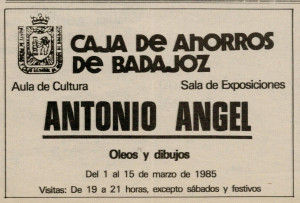 CAJA DE AHORROS
DE BADAJOZ
Aula de Cultura Sala de Exposiciones
ANTONIO ANGEL
Oleos y dibujos
Del 1 al 15 de marzo de 1985
Visitas: De 19 a 21 horas, excepto sábados y festivos